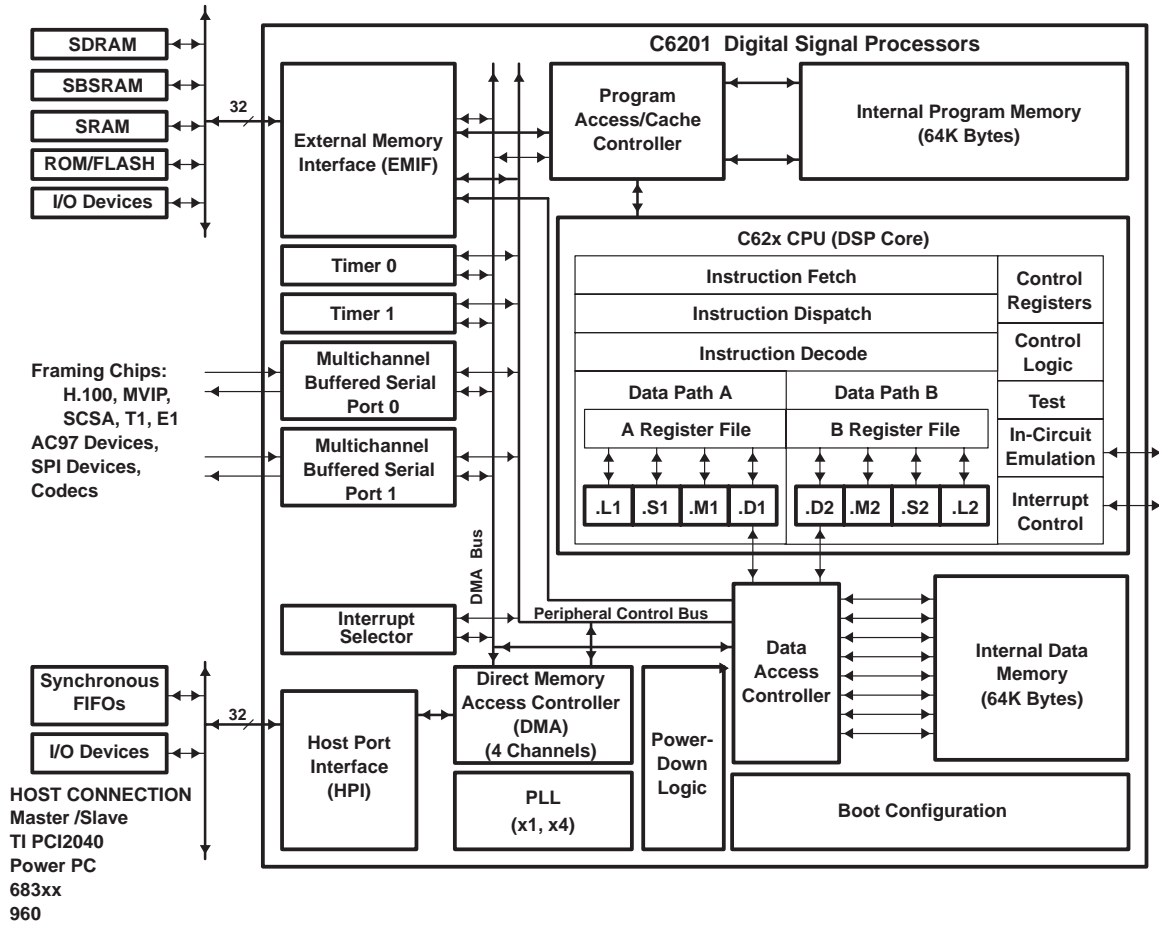 C6201 Digital Signal Processors
SDRAM
SBSRAM
SRAM
ROM/FLASH
I/O Devices
32
External Memory
Interface (EMIF)
Program
Access/Cache
Controller
Internal Program Memory
(64K Bytes)
Timer 0
Timer 1
Framing Chips:
H.100, MVIP,
SCSA, T1, E1
AC97 Devices,
SPI Devices,
Codecs
Multichannel
Buffered Serial
Port 0
Multichannel
Buffered Serial
Port 1
C62x CPU (DSP Core)
Instruction Fetch
Instruction Dispatch
Instruction Decode
Control
Registers
Control
Logic
Test
In-Circuit
Emulation
Interrupt
Control
Data Path A
Data Path B
A Register File
B Register File
.L1
.S1
.M1
.D1
.D2
.M2
.S2
.L2
DMA Bus
Peripheral Control Bus
Interrupt
Selector
Synchronous
FIFOs
I/O Devices
32
HOST CONNECTION
Master /Slave
TI PCI2040
Power PC
683xx
960
Host Port
Interface
(HPI)
Direct Memory
Access Controller
(DMA)
(4 Channels)
PLL
(x1, x4)
Power-
Down
Logic
Data
Access
Controller
Internal Data
Memory
(64K Bytes)
Boot Configuration